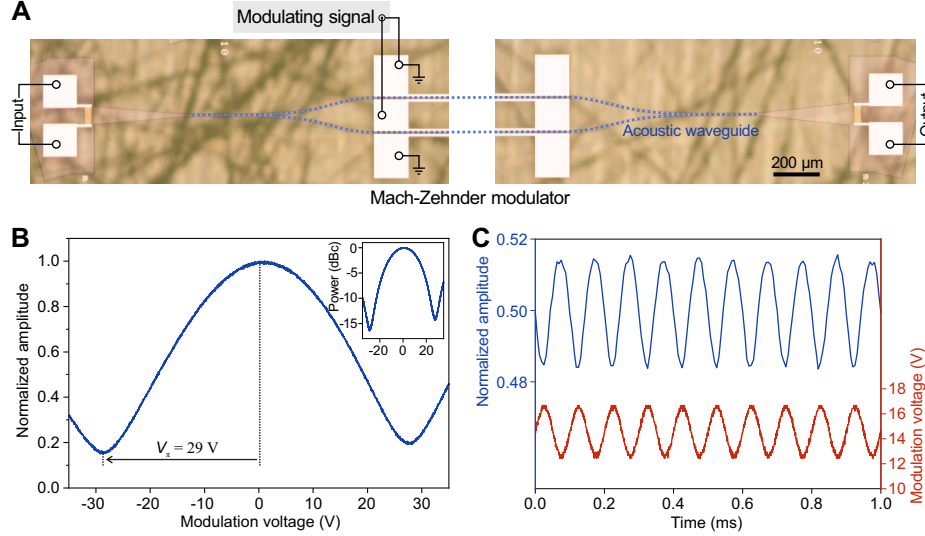 A
Modulating signal
Input
Output
Acoustic waveguide
200 μm
Mach-Zehnder modulator
B
Normalized amplitude
1.0
0.8
0.6
0.4
0.2
0.0
Vπ = 29 V
-30 -20 -10 0 10 20 30
Modulation voltage (V)
Power (dBc)
0
-5
-10
-15
-20 0 20
C
Normalized amplitude
0.52
0.50
0.48
18
16
14
12
10
Modulation voltage (V)
0.0 0.2 0.4 0.6 0.8 1.0
Time (ms)